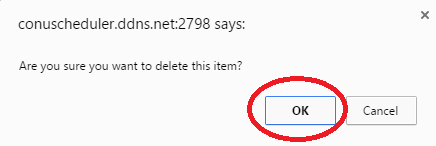 conuscheduler.ddns.net:2798 says:
Are you sure you want to delete this item?
OK Cancel